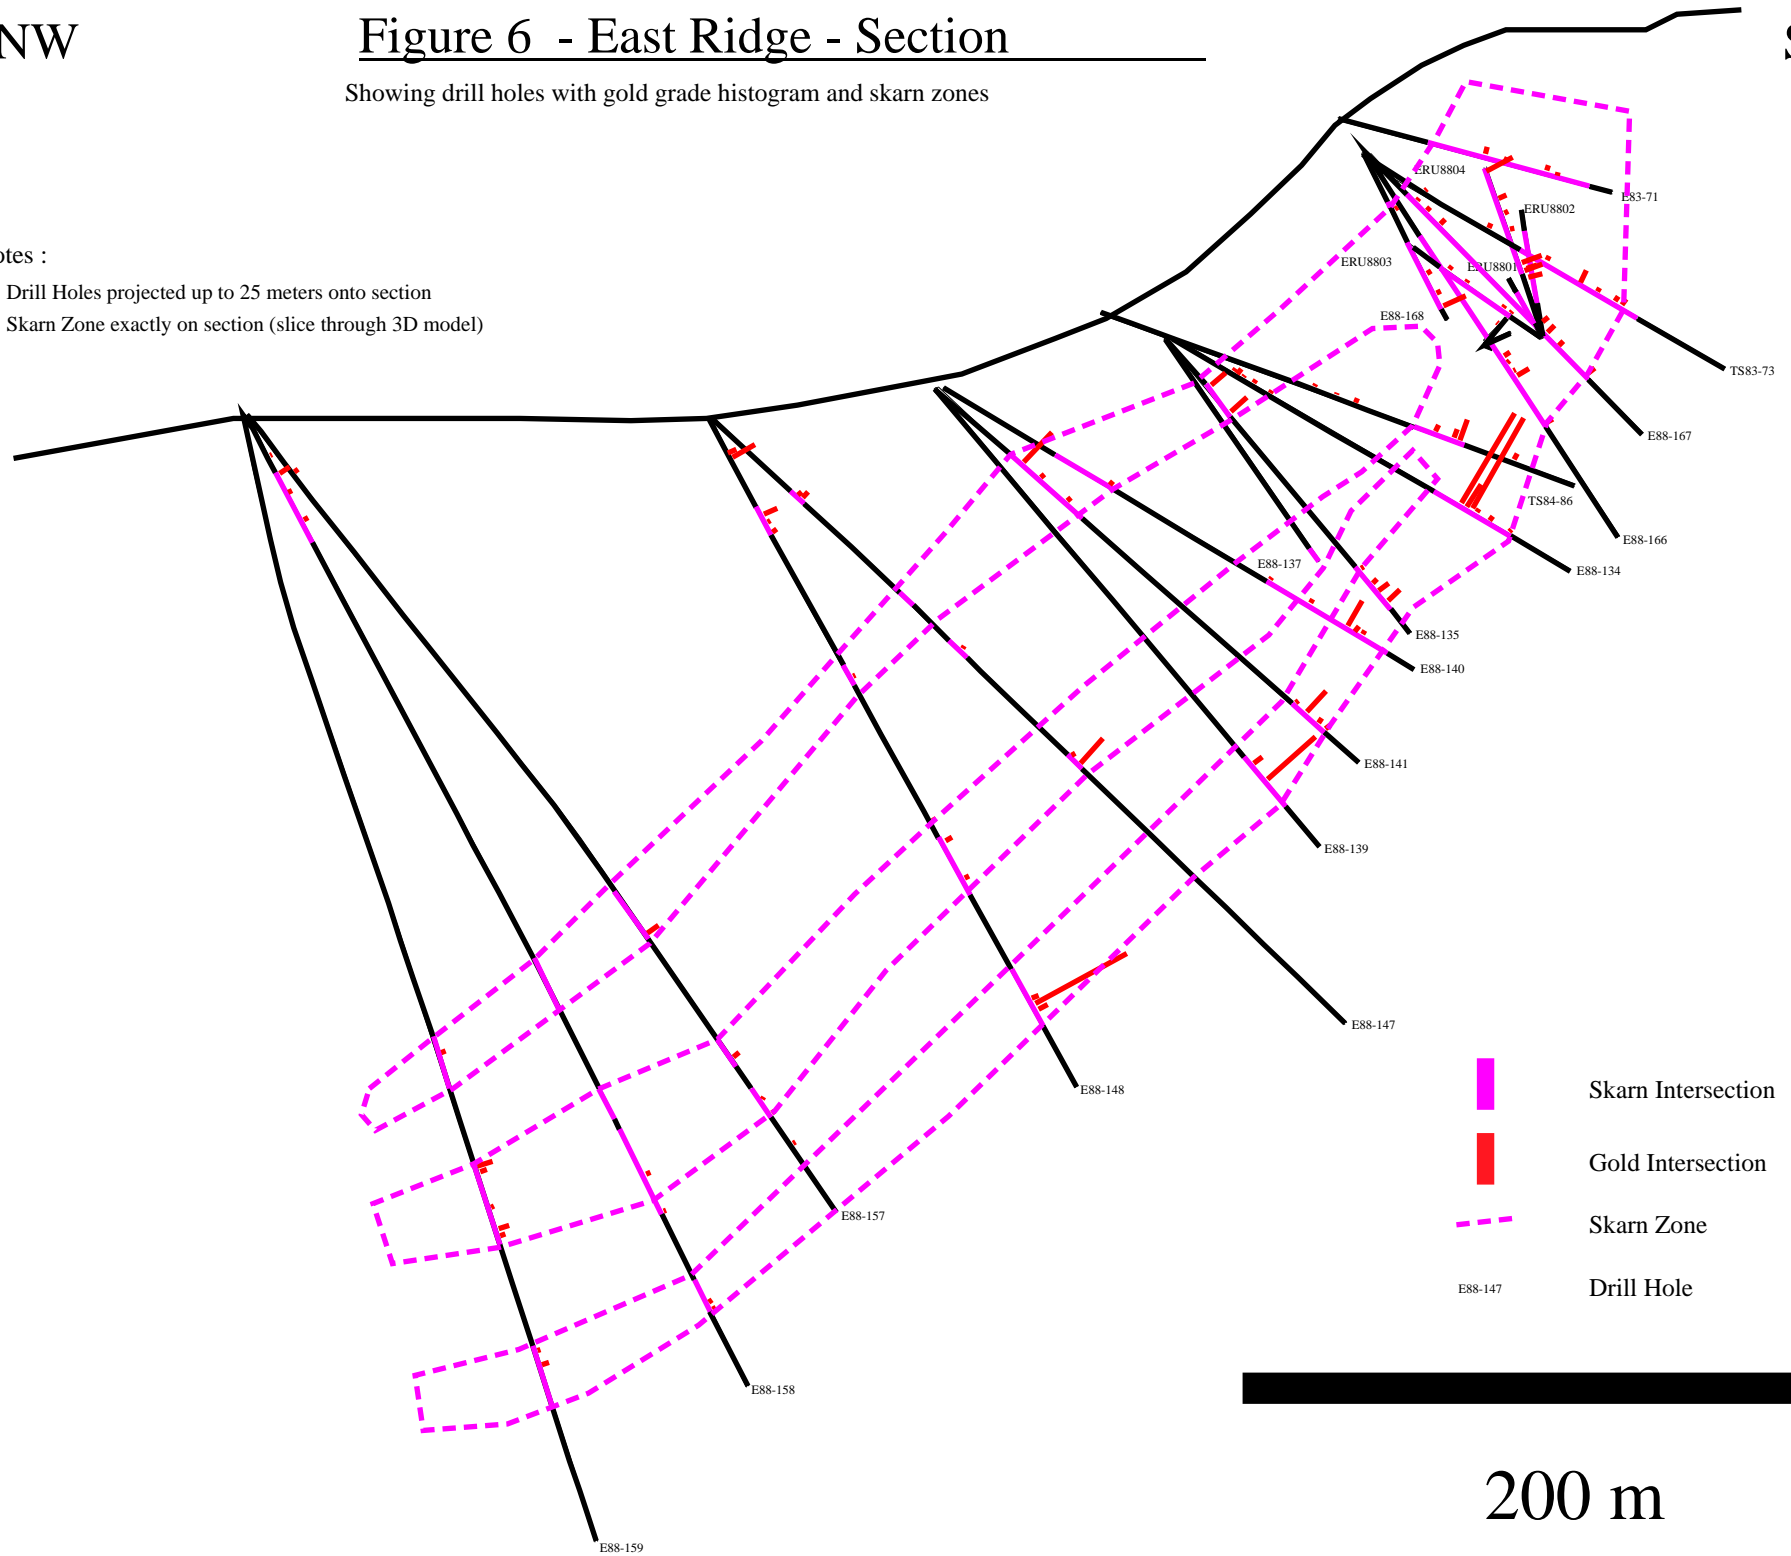 NW
Figure 6 - East Ridge - Section
Showing drill holes with gold grade histogram and skarn zones
otes :
Drill Holes projected up to 25 meters onto section
Skarn Zone exactly on section (slice through 3D model)
ERU8804
E83-71
ERU8802
ERU8803
ERU8801
E88-168
TS83-73
E88-167
TS84-86
E88-166
E88-137
E88-134
E88-135
E88-140
E88-141
E88-139
E88-147
E88-148
E88-157
E88-158
E88-159
Skarn Intersection
Gold Intersection
Skarn Zone
E88-147 Drill Hole
200 m